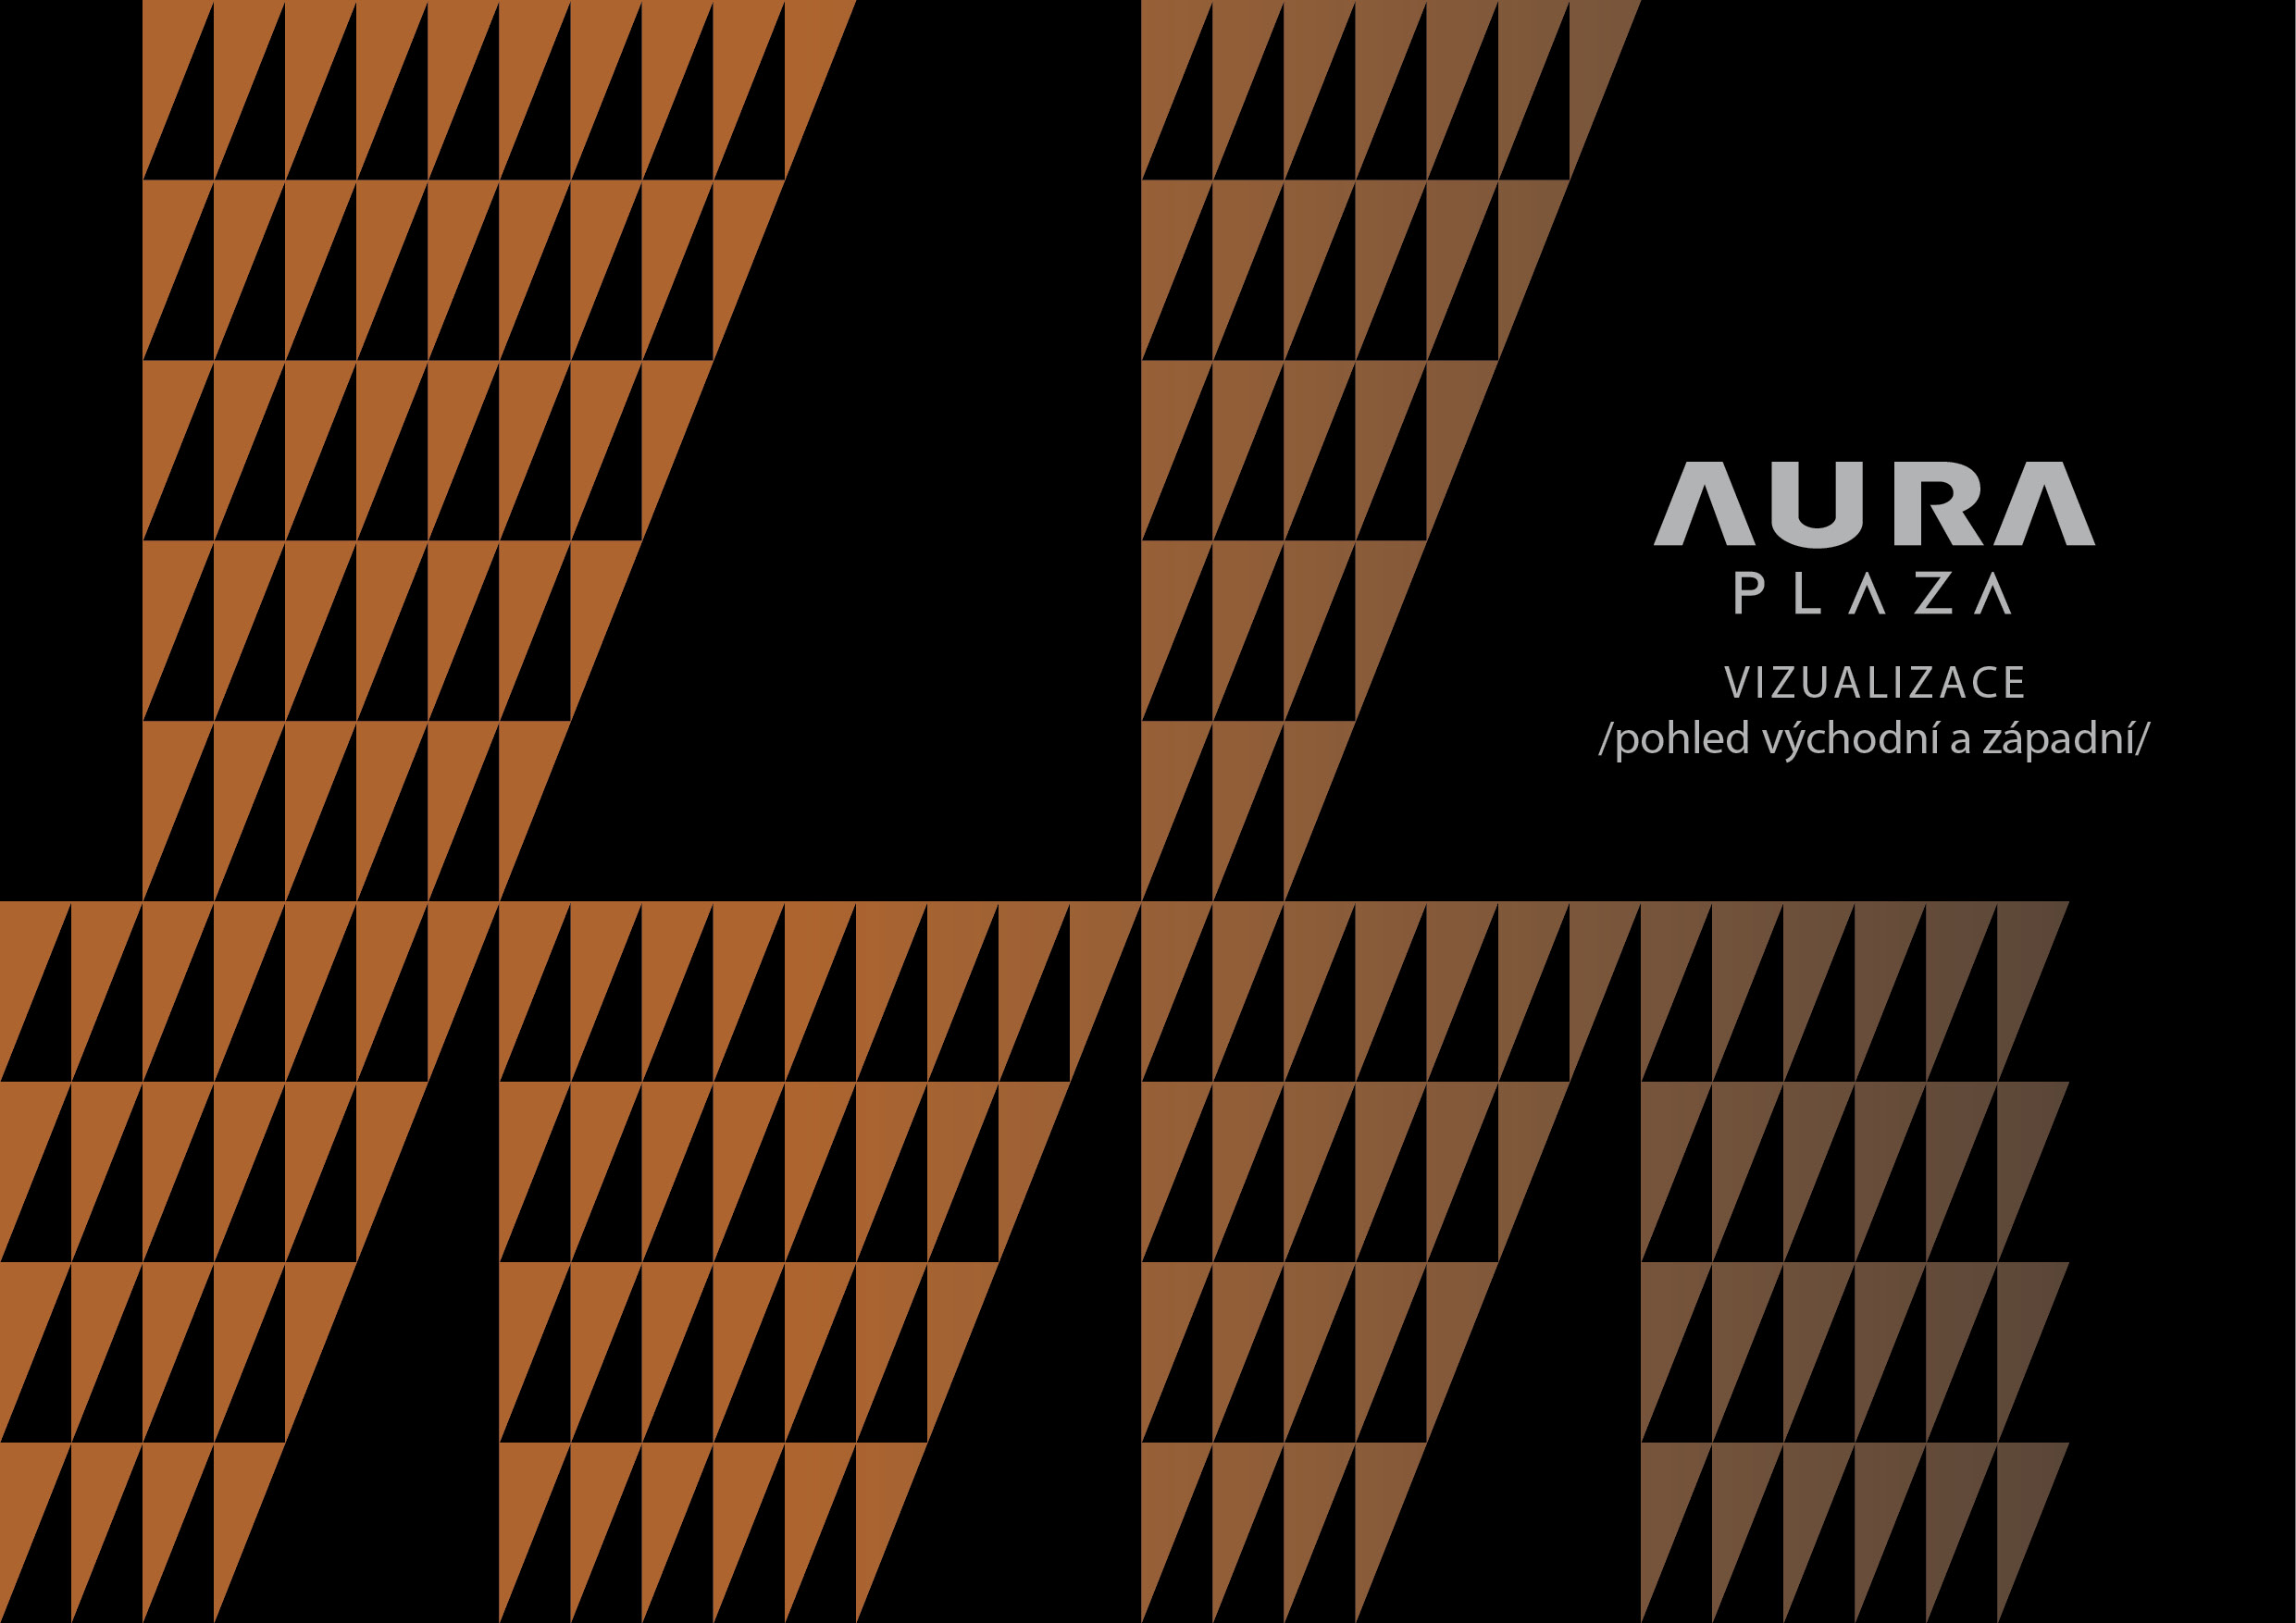 AURA
PLAZA
VIZUALIZACE
/pohled východní a západní/